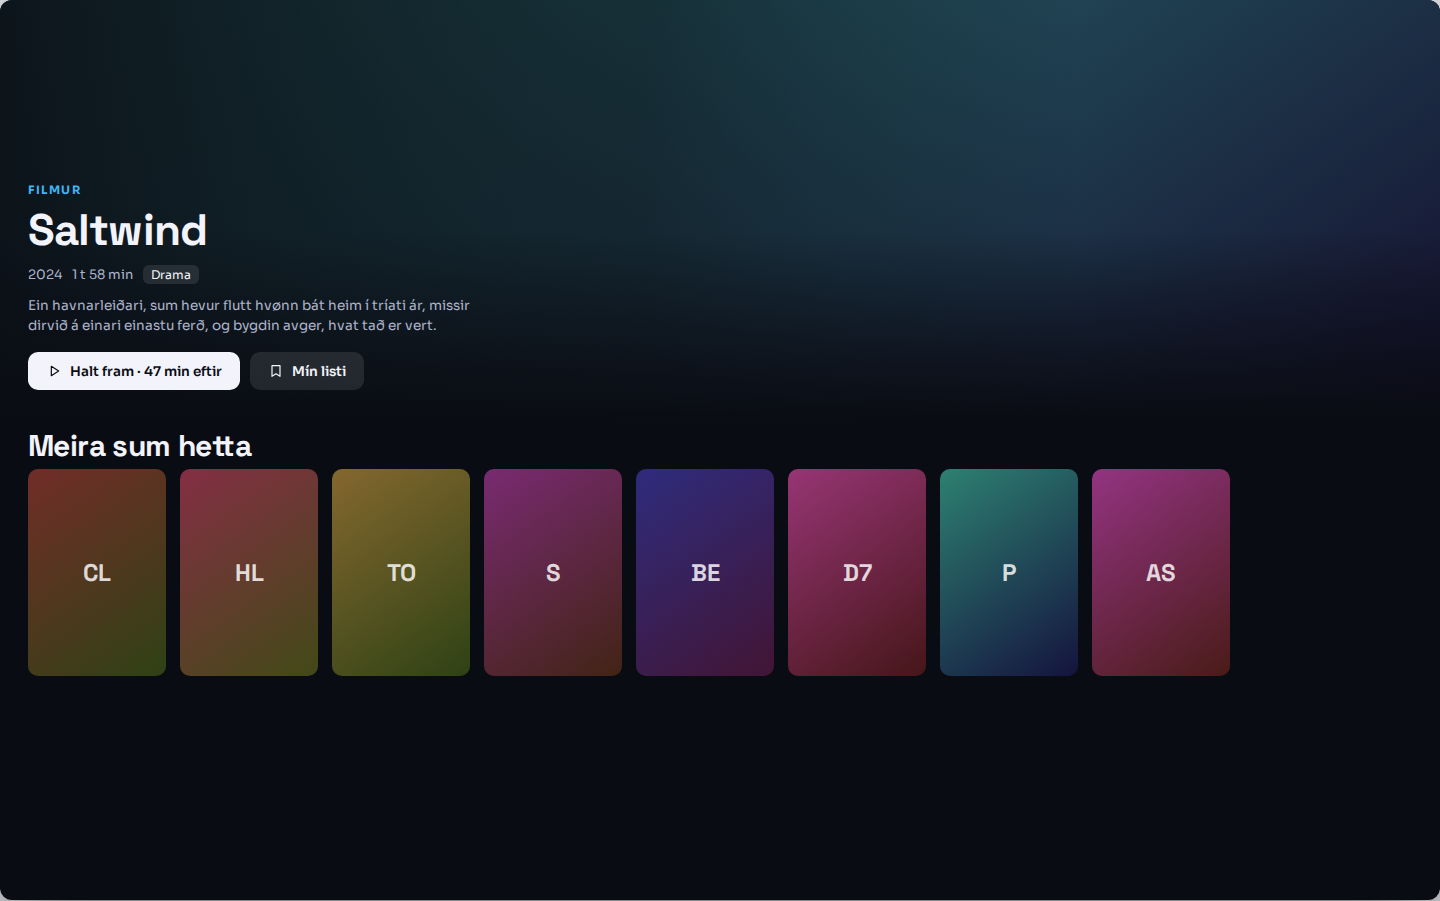 FILMUR
Saltwind
2024 1 t 58 min Drama
Ein havnarleiðari, sum hevur flutt hvønn bát heim í tríati ár, missir
dirvið á einari einastu ferð, og bygdin avger, hvat tað er vert.
Halt fram · 47 min eftir
Mín listi
Meira sum hetta
CL
HL
TO
S
BE
D7
P
AS